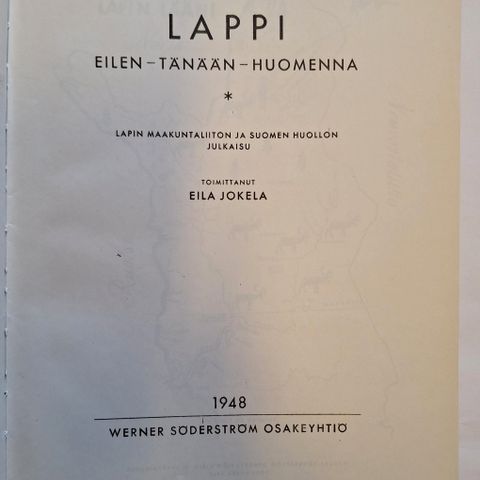 LAPPI
EILEN – TÄNÄÄN – HUOMENNA
*
LAPIN MAAKUNTALIITON JA SUOMEN HUOLLON
JULKAISU
TOIMITTANUT
EILA JOKELA
1948
WERNER SÖDERSTRÖM OSAKEYHTIÖ